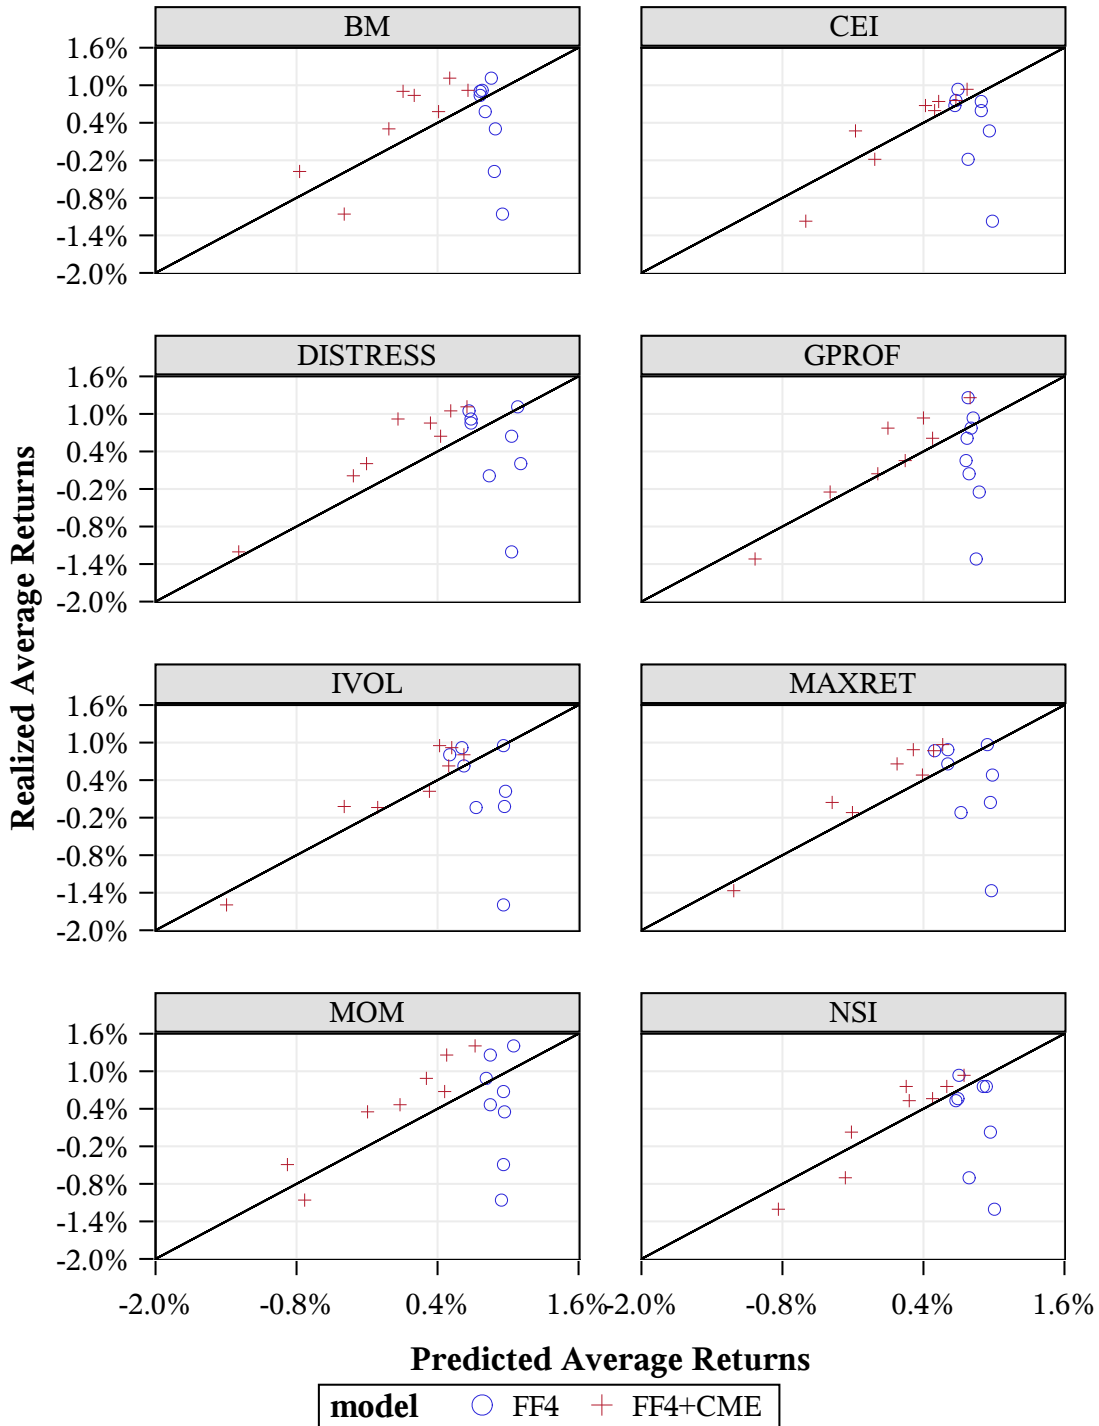 BM
CEI
1.6%
1.0%
0.4%
-0.2%
-0.8%
-1.4%
-2.0%
DISTRESS
GPROF
1.6%
1.0%
0.4%
-0.2%
-0.8%
-1.4%
-2.0%
Realized Average Returns
IVOL
MAXRET
1.6%
1.0%
0.4%
-0.2%
-0.8%
-1.4%
-2.0%
MOM
NSI
1.6%
1.0%
0.4%
-0.2%
-0.8%
-1.4%
-2.0%
-2.0% -0.8% 0.4% 1.6% -2.0% -0.8% 0.4% 1.6%
Predicted Average Returns
model FF4 FF4+CME